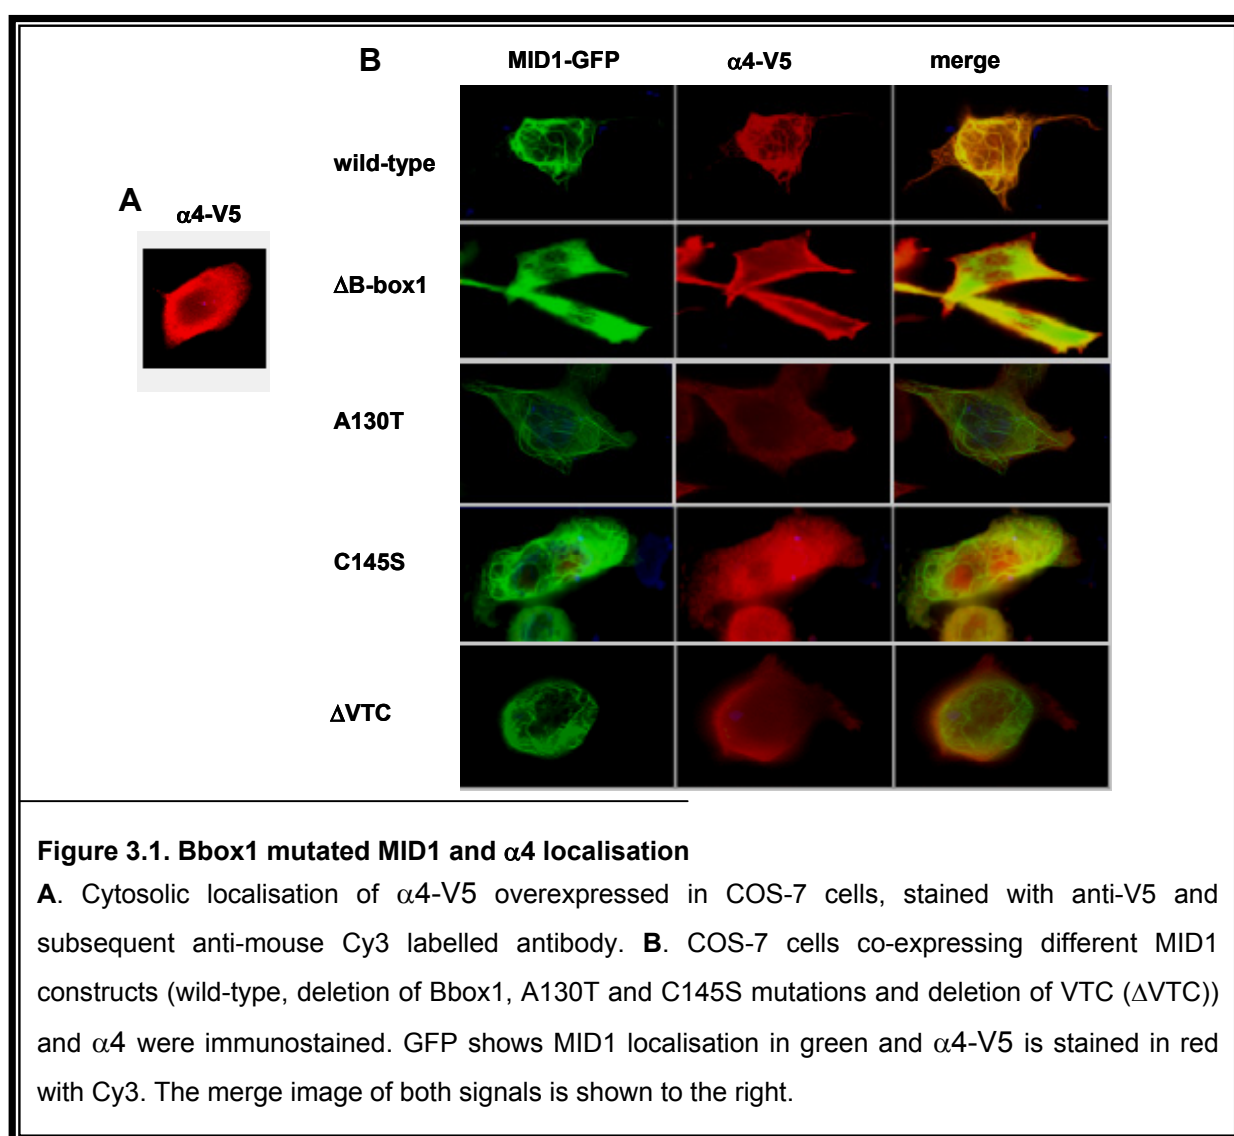 B MID1-GFP α4-V5 merge
wild-type
A
α4-V5
ΔB-box1
A130T
C145S
ΔVTC
Figure 3.1. Bbox1 mutated MID1 and α4 localisation
A. Cytosolic localisation of α4-V5 overexpressed in COS-7 cells, stained with anti-V5 and
subsequent anti-mouse Cy3 labelled antibody. B. COS-7 cells co-expressing different MID1
constructs (wild-type, deletion of Bbox1, A130T and C145S mutations and deletion of VTC (ΔVTC))
and α4 were immunostained. GFP shows MID1 localisation in green and α4-V5 is stained in red
with Cy3. The merge image of both signals is shown to the right.